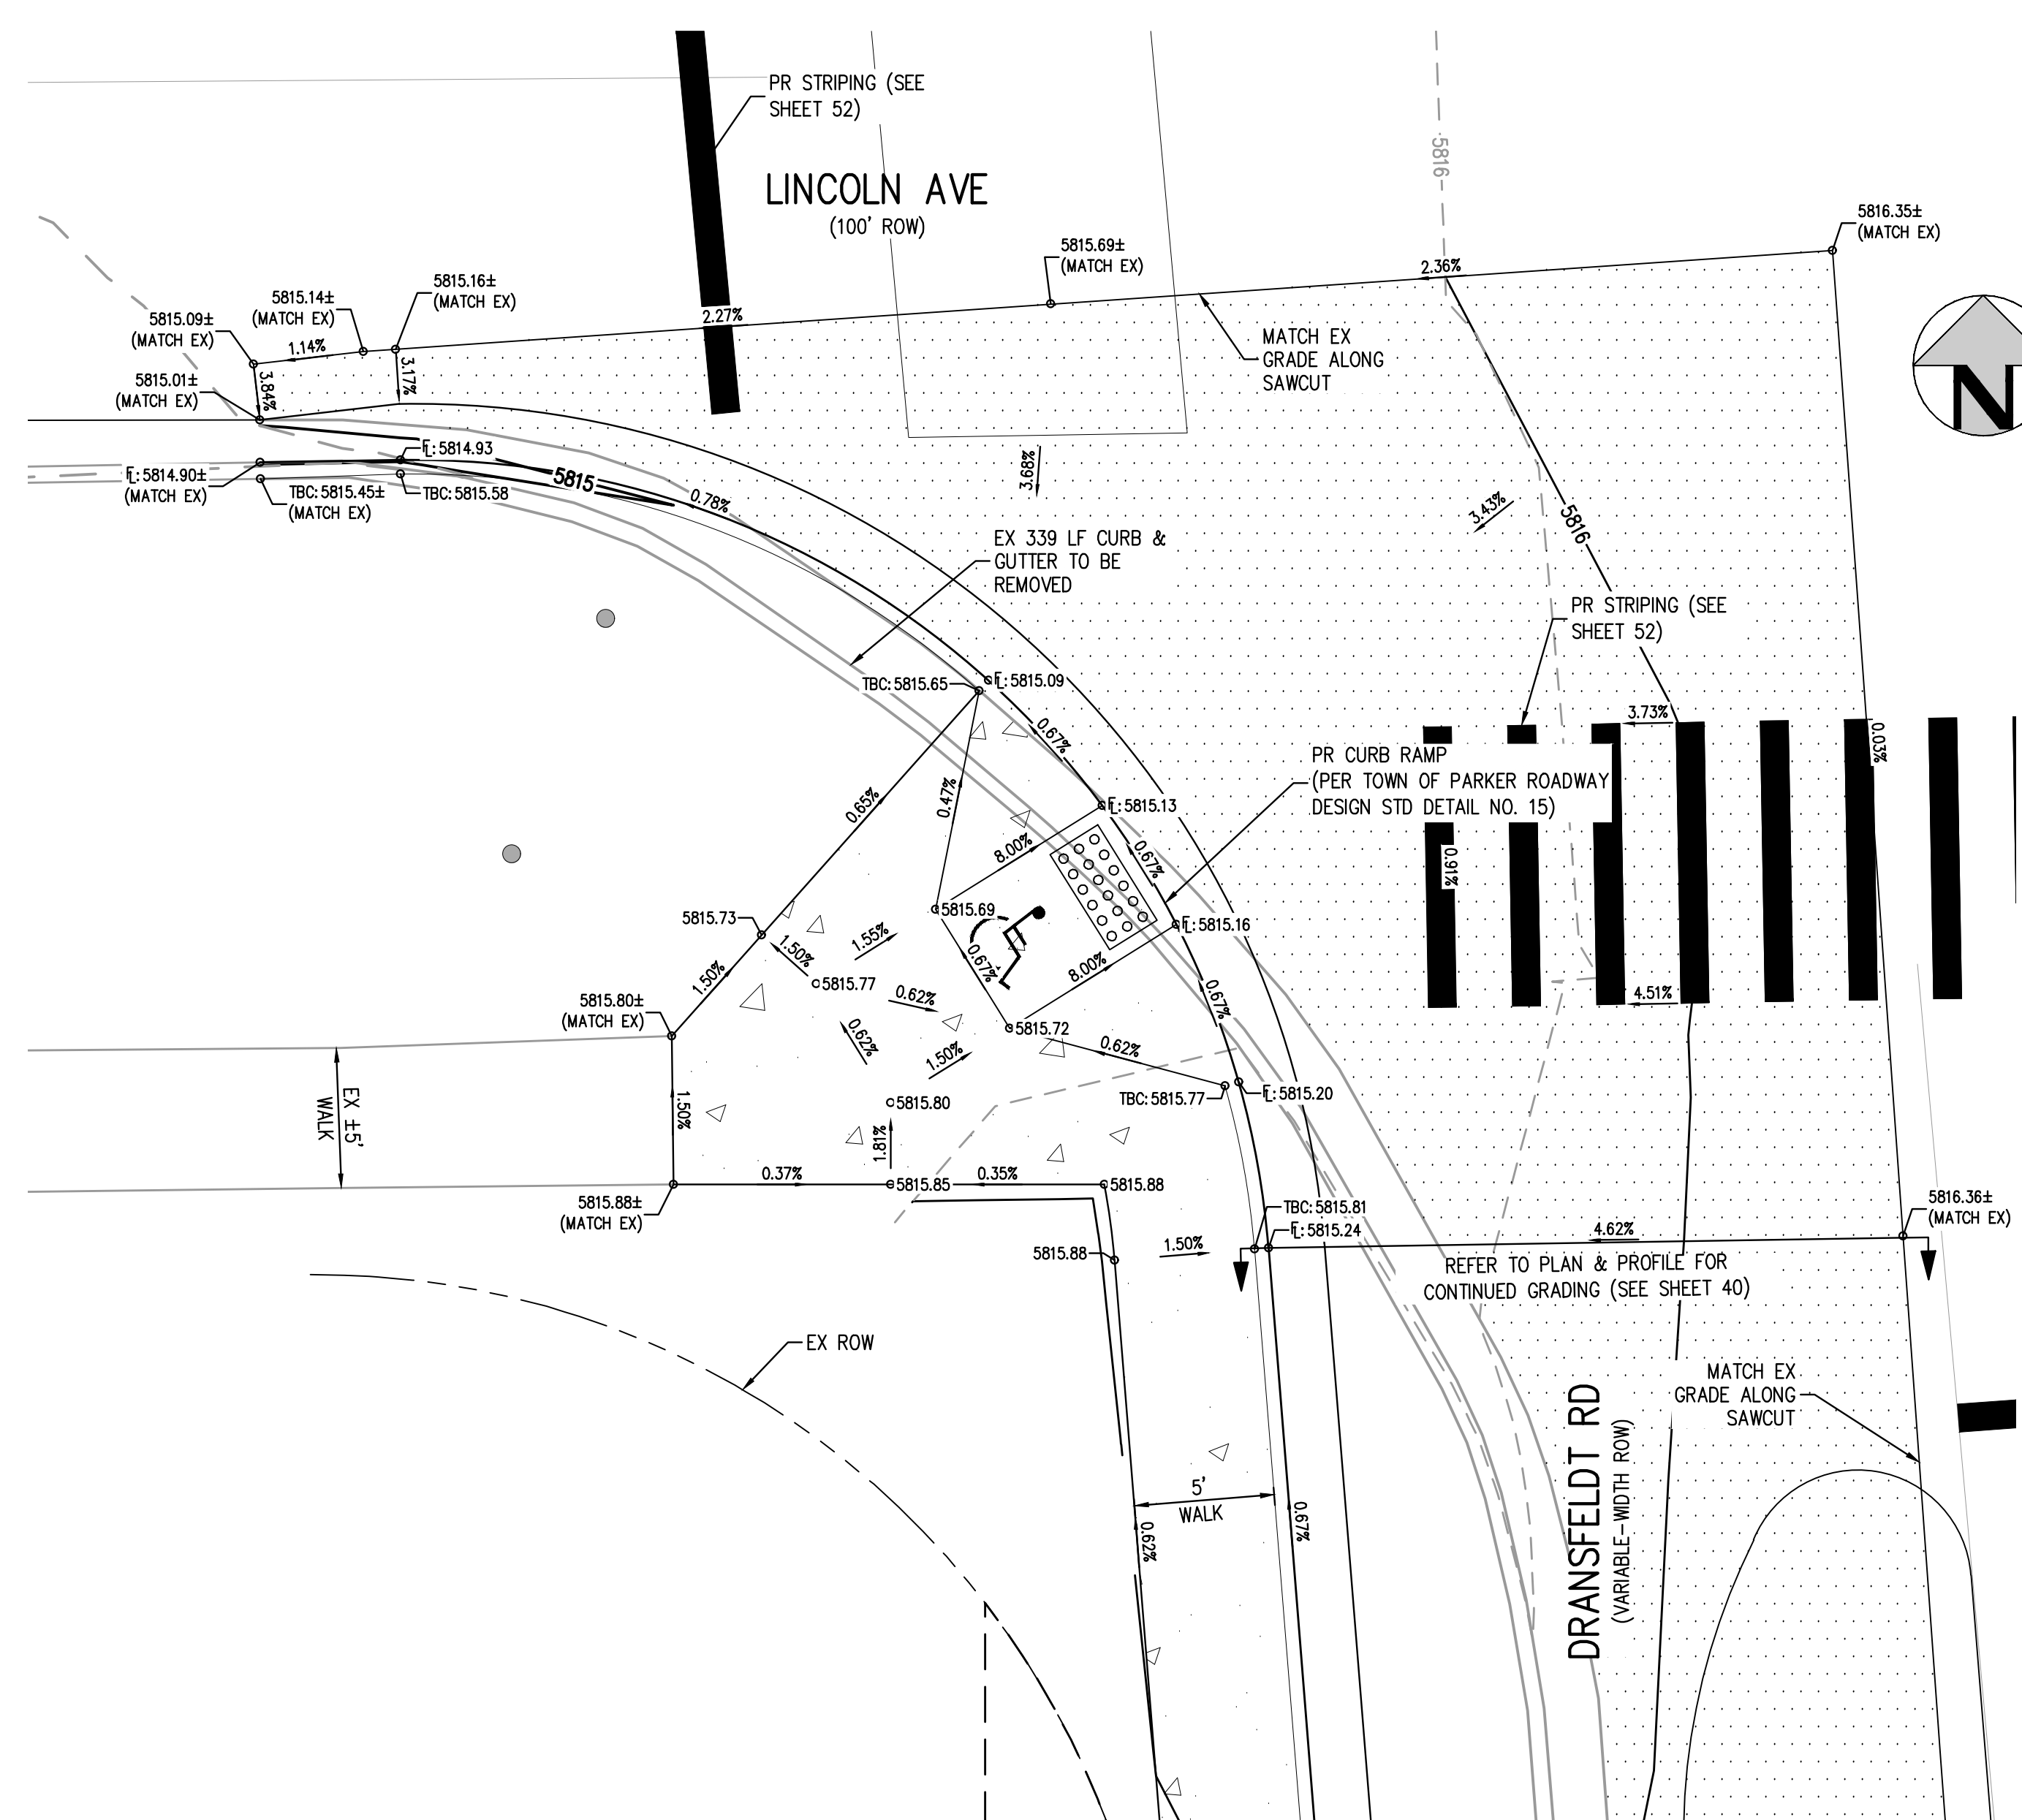 PR STRIPING (SEE
SHEET 52)
LINCOLN AVE
(100' ROW)
5816
5816.35±
(MATCH EX)
5815.69±
(MATCH EX)
2.36%
5815.16±
(MATCH EX)
5815.14±
(MATCH EX)
5815.09±
(MATCH EX)
1.14%
2.27%
MATCH EX
GRADE ALONG
SAWCUT
N
5815.01±
(MATCH EX)
3.84%
3.17%
FL: 5814.93
FL: 5814.90±
(MATCH EX)
TBC: 5815.45±
(MATCH EX)
TBC: 5815.58
5815
0.78%
3.68%
3.43%
5816
EX 339 LF CURB &
GUTTER TO BE
REMOVED
PR STRIPING (SEE
SHEET 52)
TBC: 5815.65
FL: 5815.09
3.73%
0.03%
0.67%
PR CURB RAMP
(PER TOWN OF PARKER ROADWAY
DESIGN STD DETAIL NO. 15)
0.65%
0.47%
FL: 5815.13
8.00%
0.67%
0.91%
5815.73
5815.69
FL: 5815.16
1.50%
1.55%
0.67%
8.00%
1.50%
5815.77
0.62%
0.67%
4.51%
5815.80±
(MATCH EX)
0.62%
5815.72
0.62%
1.50%
EX ±5'
WALK
1.50%
5815.80
TBC: 5815.77
FL: 5815.20
1.81%
0.37%
5815.85
0.35%
5815.88
5815.88±
(MATCH EX)
TBC: 5815.81
FL: 5815.24
5816.36±
(MATCH EX)
4.62%
5815.88
1.50%
REFER TO PLAN & PROFILE FOR
CONTINUED GRADING (SEE SHEET 40)
EX ROW
MATCH EX
GRADE ALONG
SAWCUT
DRANSFELDT RD
(VARIABLE-WIDTH ROW)
5'
WALK
0.62%
0.67%